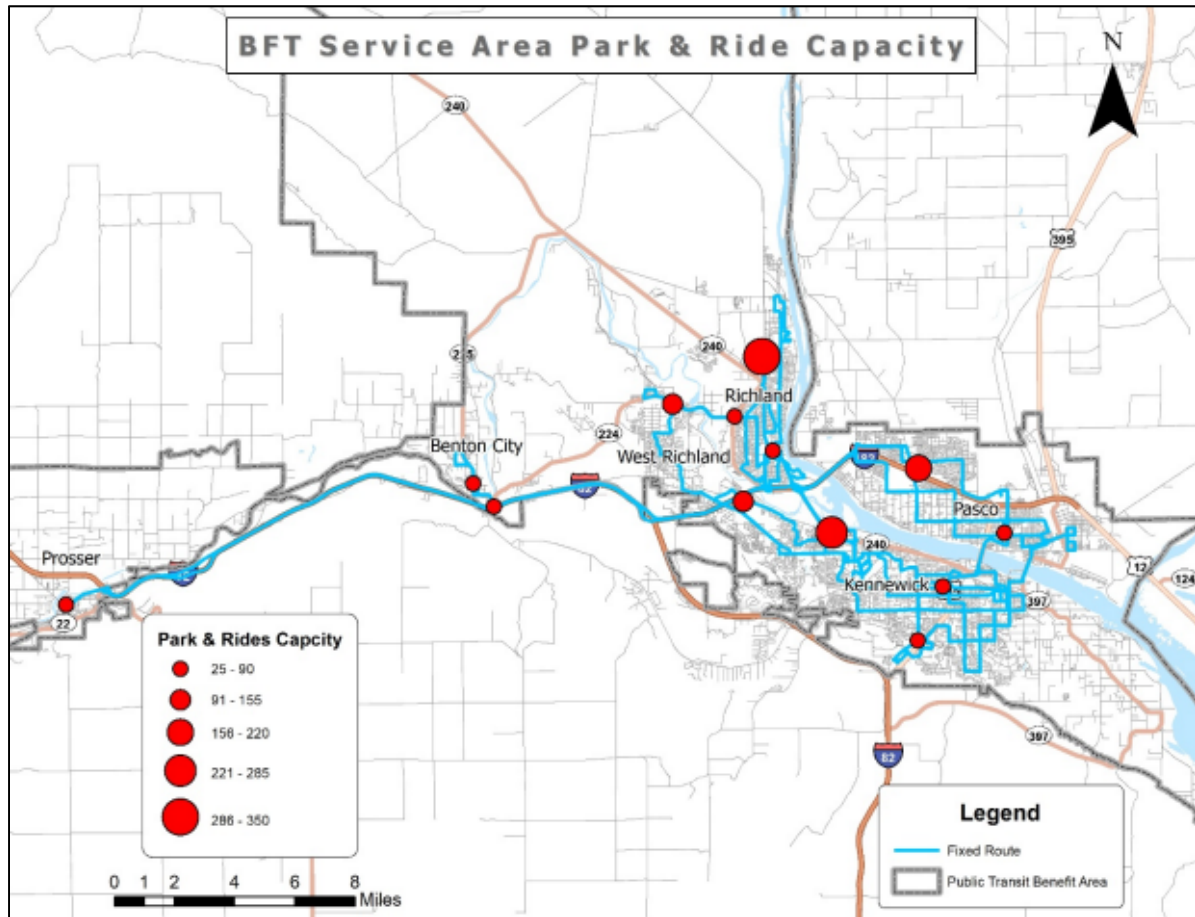 BFT Service Area Park & Ride Capacity
N
240
395
240
Richland
224
Benton City
West Richland
82
Pasco
Prosser
240
Kennewick
12
124
397
22
397
82
Park & Rides Capcity
25 - 90
91 - 155
156 - 220
221 - 285
286 - 350
Legend
Fixed Route
Public Transit Benefit Area
0 1 2 4 6 8
Miles